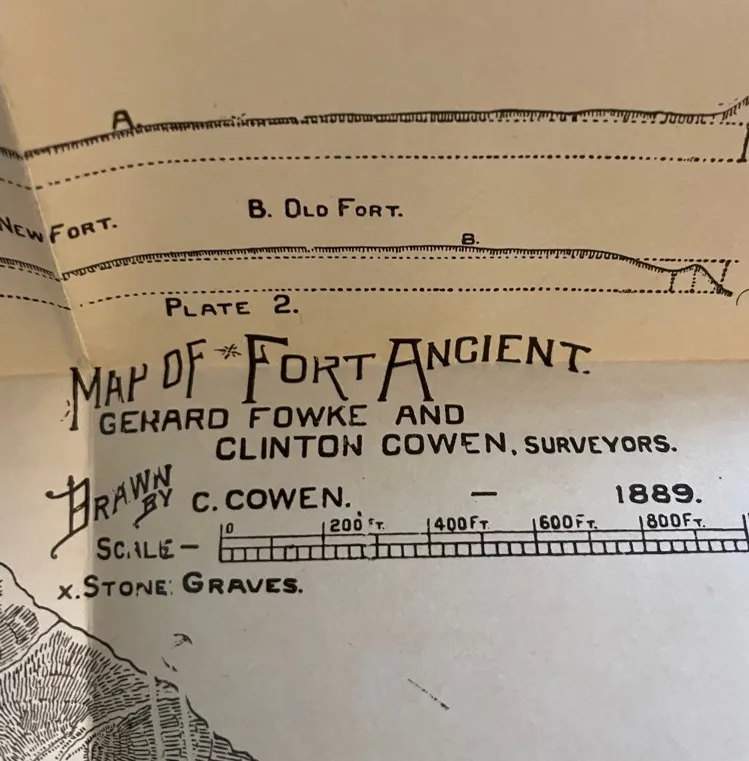 A.
NEW FORT.
B. OLD FORT.
B.
PLATE 2.
MAP OF FORT ANCIENT.
GERARD FOWKE AND
CLINTON COWEN, SURVEYORS.
DRAWN BY C. COWEN. — 1889.
0 200 FT. 400 FT. 600 FT. 800 FT.
SCALE —
x. STONE GRAVES.